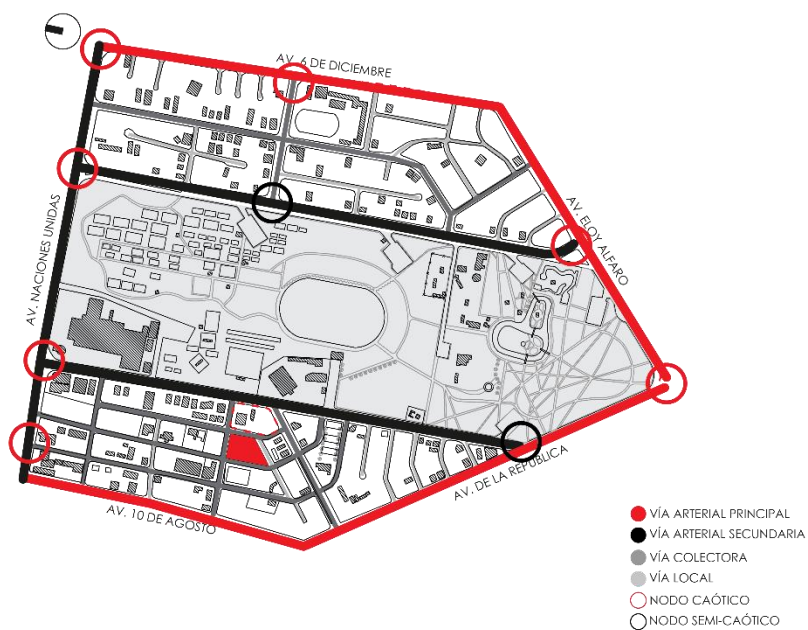 AV. 6 DE DICIEMBRE
AV. ELOY ALFARO
AV. NACIONES UNIDAS
AV. DE LA REPÚBLICA
AV. 10 DE AGOSTO
VÍA ARTERIAL PRINCIPAL
VÍA ARTERIAL SECUNDARIA
VÍA COLECTORA
VÍA LOCAL
NODO CAÓTICO
NODO SEMI-CAÓTICO